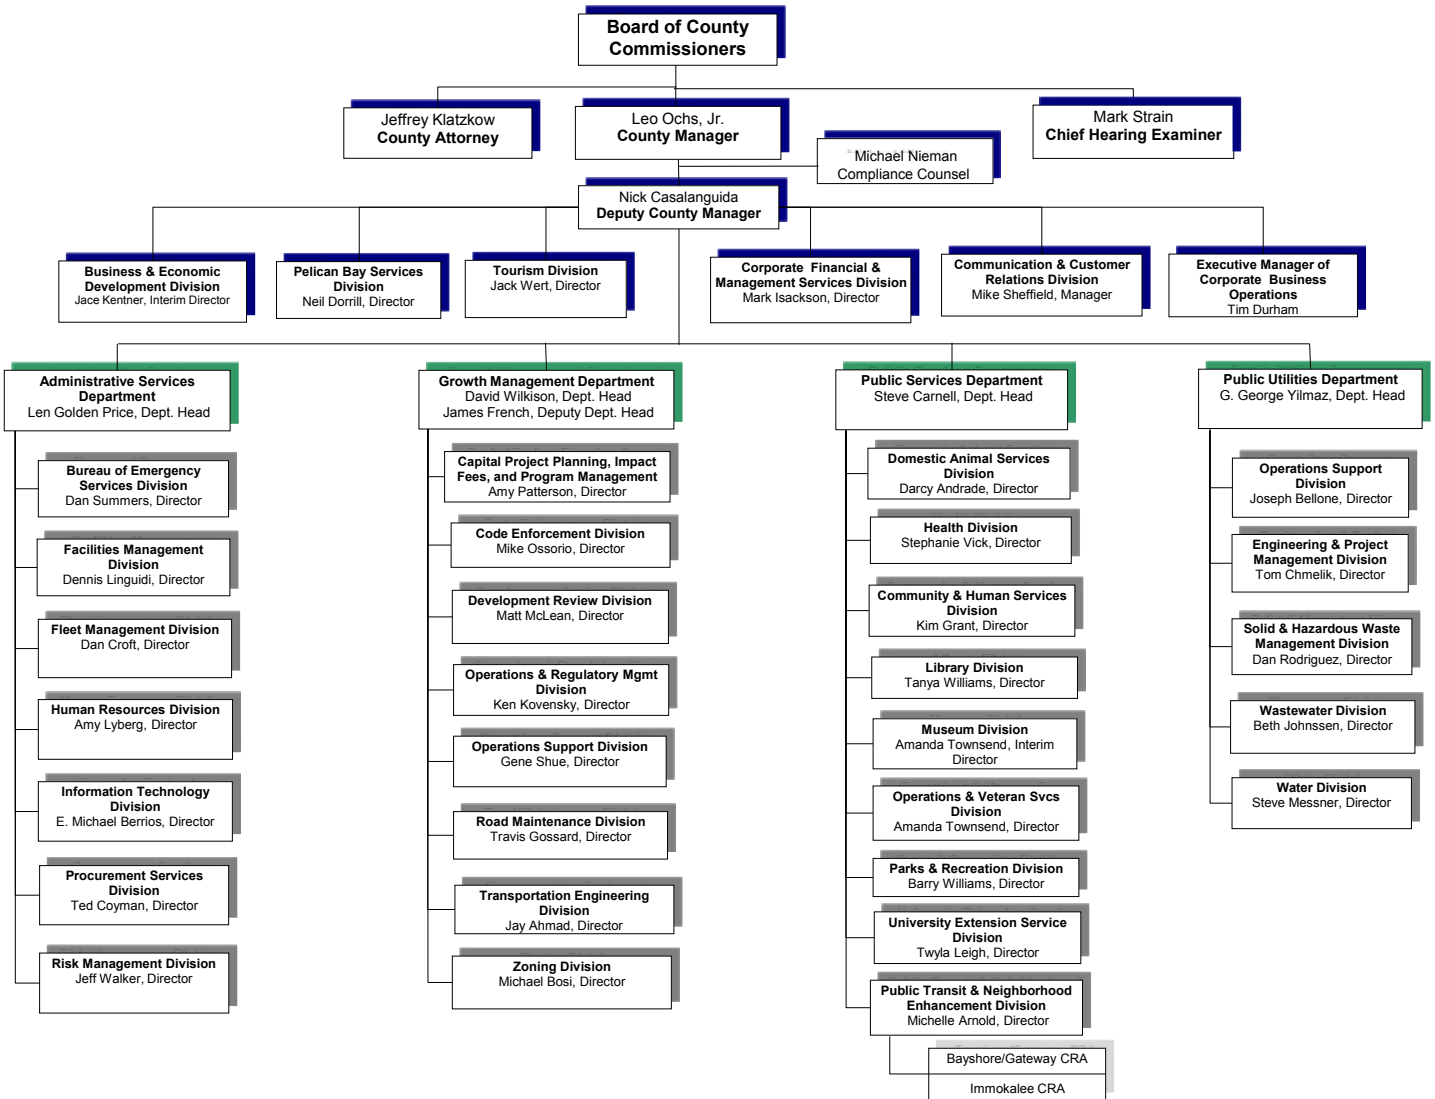 Board of County
Commissioners
Jeffrey Klatzkow
County Attorney
Leo Ochs, Jr.
County Manager
Mark Strain
Chief Hearing Examiner
Michael Nieman
Compliance Counsel
Nick Casalanguida
Deputy County Manager
Business & Economic
Development Division
Jace Kentner, Interim Director
Pelican Bay Services
Division
Neil Dorrill, Director
Tourism Division
Jack Wert, Director
Corporate Financial &
Management Services Division
Mark Isackson, Director
Communication & Customer
Relations Division
Mike Sheffield, Manager
Executive Manager of
Corporate Business
Operations
Tim Durham
Administrative Services
Department
Len Golden Price, Dept. Head
Bureau of Emergency
Services Division
Dan Summers, Director
Facilities Management
Division
Dennis Linguidi, Director
Fleet Management Division
Dan Croft, Director
Human Resources Division
Amy Lyberg, Director
Information Technology
Division
E. Michael Berrios, Director
Procurement Services
Division
Ted Coyman, Director
Risk Management Division
Jeff Walker, Director
Growth Management Department
David Wilkison, Dept. Head
James French, Deputy Dept. Head
Capital Project Planning, Impact
Fees, and Program Management
Amy Patterson, Director
Code Enforcement Division
Mike Ossorio, Director
Development Review Division
Matt McLean, Director
Operations & Regulatory Mgmt
Division
Ken Kovensky, Director
Operations Support Division
Gene Shue, Director
Road Maintenance Division
Travis Gossard, Director
Transportation Engineering
Division
Jay Ahmad, Director
Zoning Division
Michael Bosi, Director
Public Services Department
Steve Carnell, Dept. Head
Domestic Animal Services
Division
Darcy Andrade, Director
Health Division
Stephanie Vick, Director
Community & Human Services
Division
Kim Grant, Director
Library Division
Tanya Williams, Director
Museum Division
Amanda Townsend, Interim
Director
Operations & Veteran Svcs
Division
Amanda Townsend, Director
Parks & Recreation Division
Barry Williams, Director
University Extension Service
Division
Twyla Leigh, Director
Public Transit & Neighborhood
Enhancement Division
Michelle Arnold, Director
Bayshore/Gateway CRA
Immokalee CRA
Public Utilities Department
G. George Yilmaz, Dept. Head
Operations Support
Division
Joseph Bellone, Director
Engineering & Project
Management Division
Tom Chmelik, Director
Solid & Hazardous Waste
Management Division
Dan Rodriguez, Director
Wastewater Division
Beth Johnssen, Director
Water Division
Steve Messner, Director